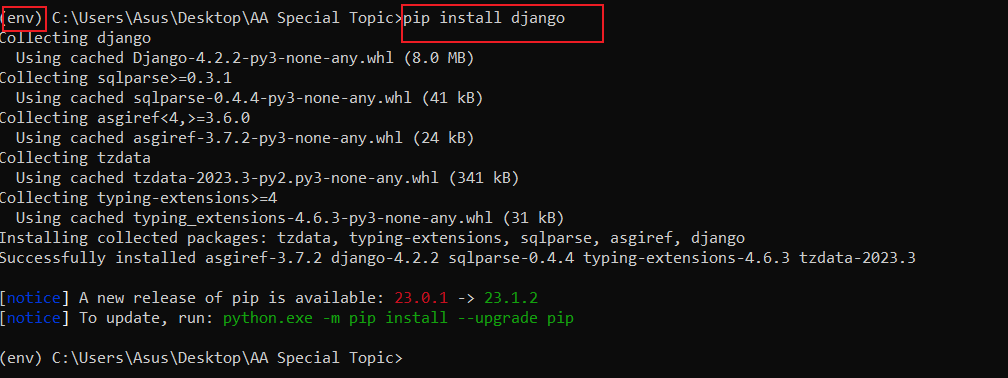 (env) C:\Users\Asus\Desktop\AA Special Topic>pip install django
Collecting django
  Using cached Django-4.2.2-py3-none-any.whl (8.0 MB)
Collecting sqlparse>=0.3.1
  Using cached sqlparse-0.4.4-py3-none-any.whl (41 kB)
Collecting asgiref<4,>=3.6.0
  Using cached asgiref-3.7.2-py3-none-any.whl (24 kB)
Collecting tzdata
  Using cached tzdata-2023.3-py2.py3-none-any.whl (341 kB)
Collecting typing-extensions>=4
  Using cached typing_extensions-4.6.3-py3-none-any.whl (31 kB)
Installing collected packages: tzdata, typing-extensions, sqlparse, asgiref, django
Successfully installed asgiref-3.7.2 django-4.2.2 sqlparse-0.4.4 typing-extensions-4.6.3 tzdata-2023.3
[notice] A new release of pip is available: 23.0.1 -> 23.1.2
[notice] To update, run: python.exe -m pip install --upgrade pip
(env) C:\Users\Asus\Desktop\AA Special Topic>